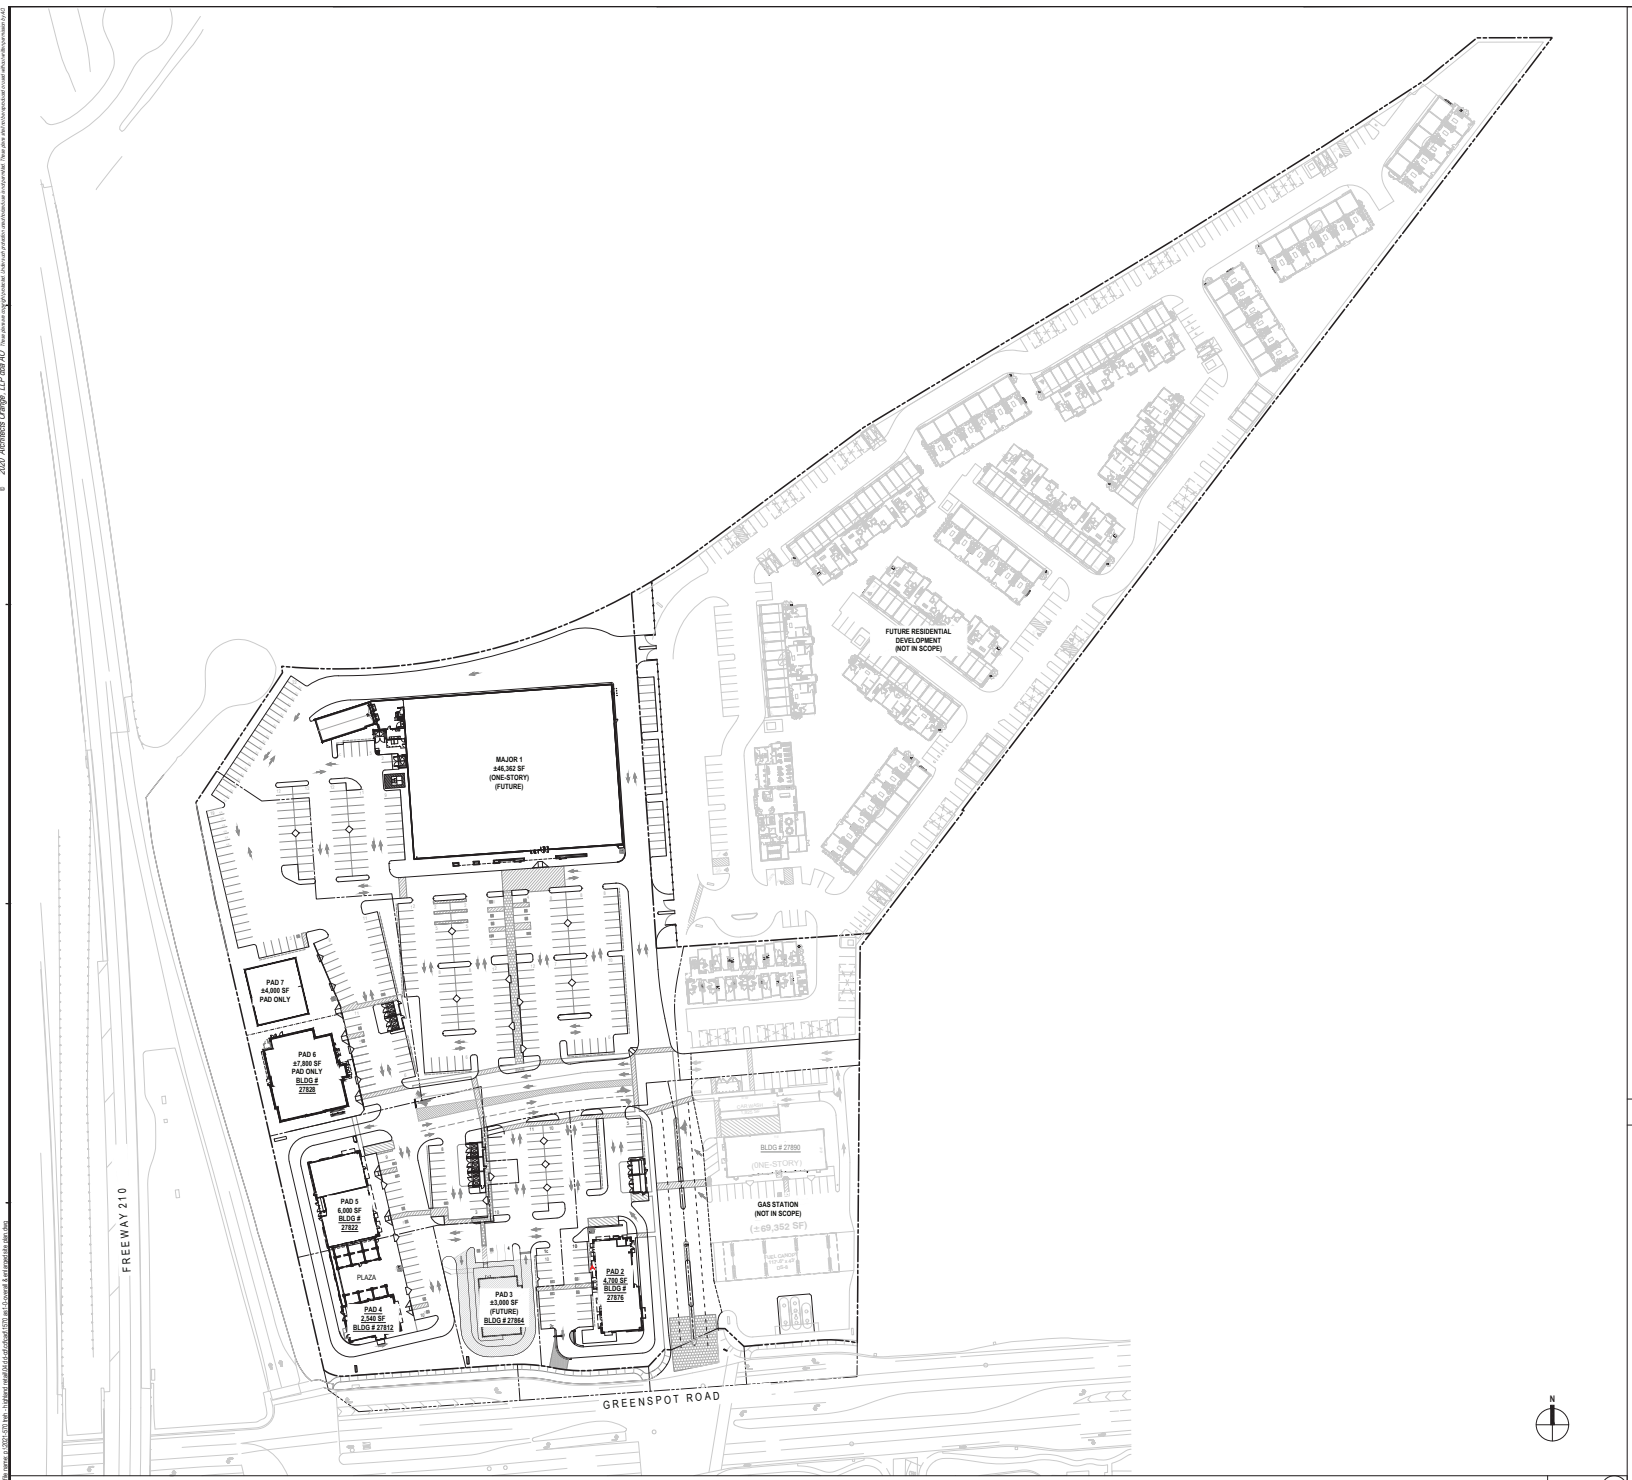 N
FUTURE RESIDENTIAL
DEVELOPMENT
(NOT IN SCOPE)
MAJOR 1
±46,362 SF
(ONE-STORY)
(FUTURE)
PAD 7
±4,000 SF
PAD ONLY
PAD 6
±7,800 SF
PAD ONLY
BLDG #
27828
PAD 5
6,000 SF
BLDG #
27822
PLAZA
PAD 4
2,540 SF
BLDG # 27812
PAD 3
±3,000 SF
(FUTURE)
BLDG # 27864
PAD 2
4,700 SF
BLDG #
27876
BLDG # 27890
(ONE-STORY)
GAS STATION
(NOT IN SCOPE)
(±69,352 SF)
FREEWAY 210
GREENSPOT ROAD